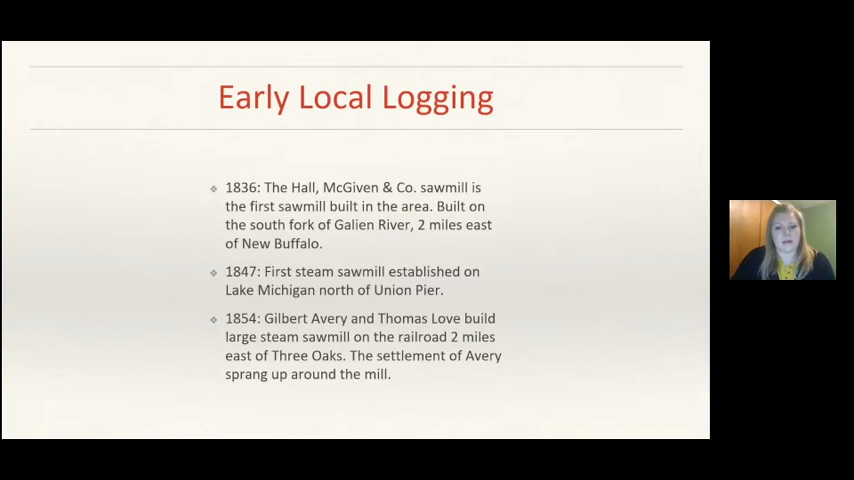 Early Local Logging
1836: The Hall, McGiven & Co. sawmill is
the first sawmill built in the area. Built on
the south fork of Galien River, 2 miles east
of New Buffalo.
1847: First steam sawmill established on
Lake Michigan north of Union Pier.
1854: Gilbert Avery and Thomas Love build
large steam sawmill on the railroad 2 miles
east of Three Oaks. The settlement of Avery
sprang up around the mill.